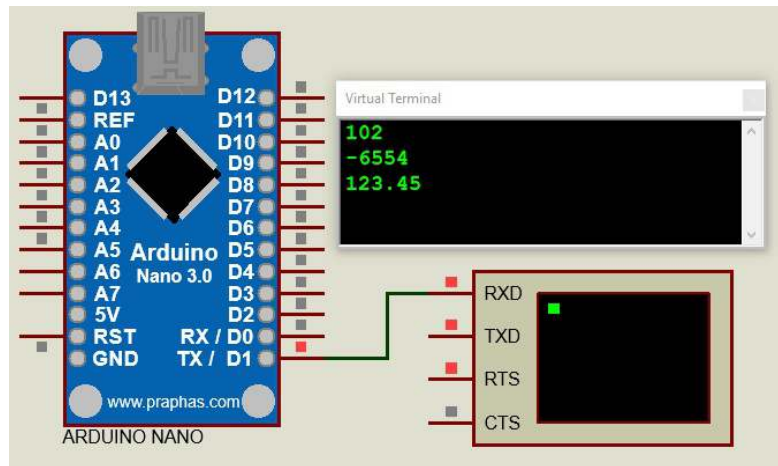 D13
REF
A0
A1
A2
A3
A4
A5
A6
A7
5V
RST
GND
D12
D11
D10
D9
D8
D7
D6
D5
D4
D3
D2
RX / D0
TX / D1
Arduino
Nano 3.0
www.praphas.com
ARDUINO NANO
Virtual Terminal
102
-6554
123.45
RXD
TXD
RTS
CTS